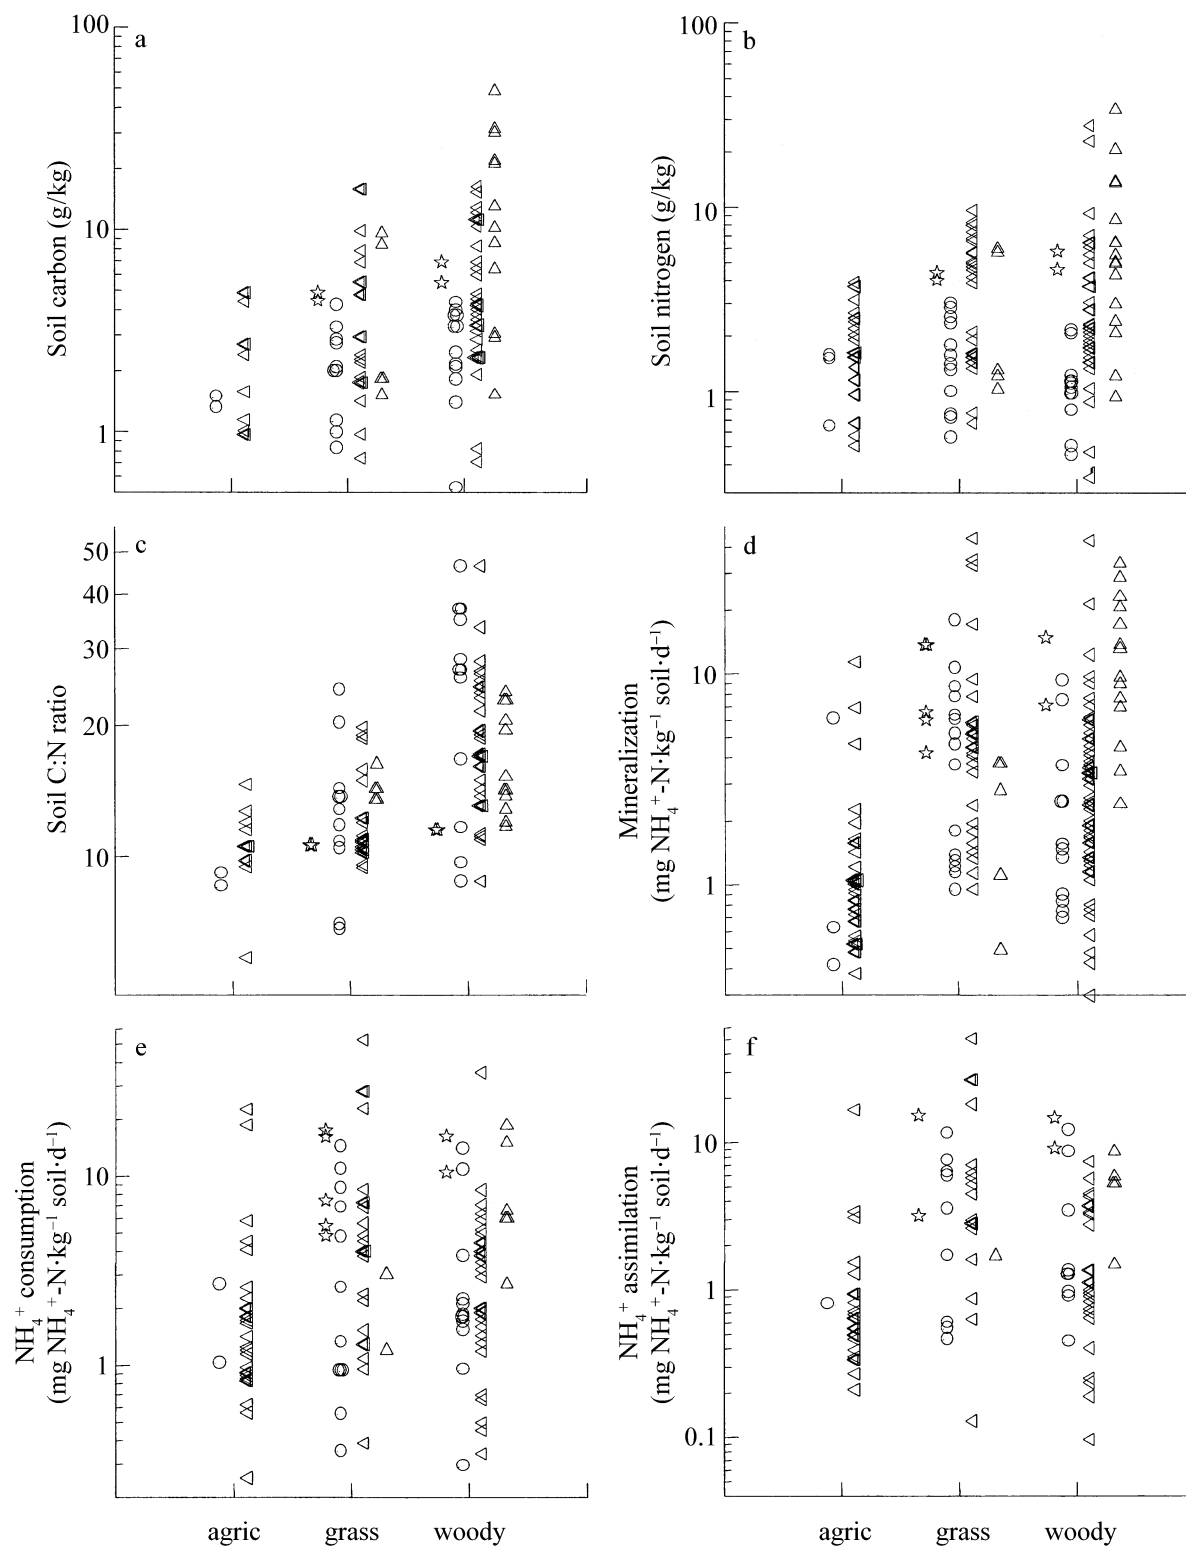 a
100
10
1
Soil carbon (g/kg)
b
100
10
1
Soil nitrogen (g/kg)
c
50
40
30
20
10
Soil C:N ratio
d
10
1
Mineralization
(mg NH₄⁺-N·kg⁻¹ soil·d⁻¹)
e
10
1
NH₄⁺ consumption
(mg NH₄⁺-N·kg⁻¹ soil·d⁻¹)
agric grass woody
f
10
1
0.1
NH₄⁺ assimilation
(mg NH₄⁺-N·kg⁻¹ soil·d⁻¹)
agric grass woody